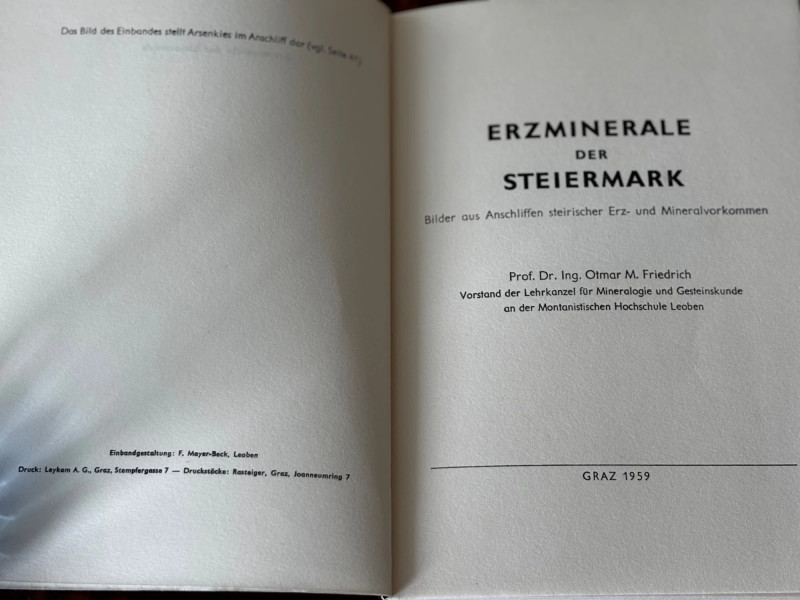 Das Bild des Einbandes stellt Arsenkies im Anschliff dar (vgl. Seite
Einbandgestaltung: F. Mayer-Beck, Leoben
Druck: Leykam A. G., Graz, Stempfergasse 7 — Druckstöcke: Rasteiger, Graz, Joanneumring 7
ERZMINERALE
DER
STEIERMARK
Bilder aus Anschliffen steirischer Erz- und Mineralvorkommen
Prof. Dr. Ing. Otmar M. Friedrich
Vorstand der Lehrkanzel für Mineralogie und Gesteinskunde
an der Montanistischen Hochschule Leoben
GRAZ 1959